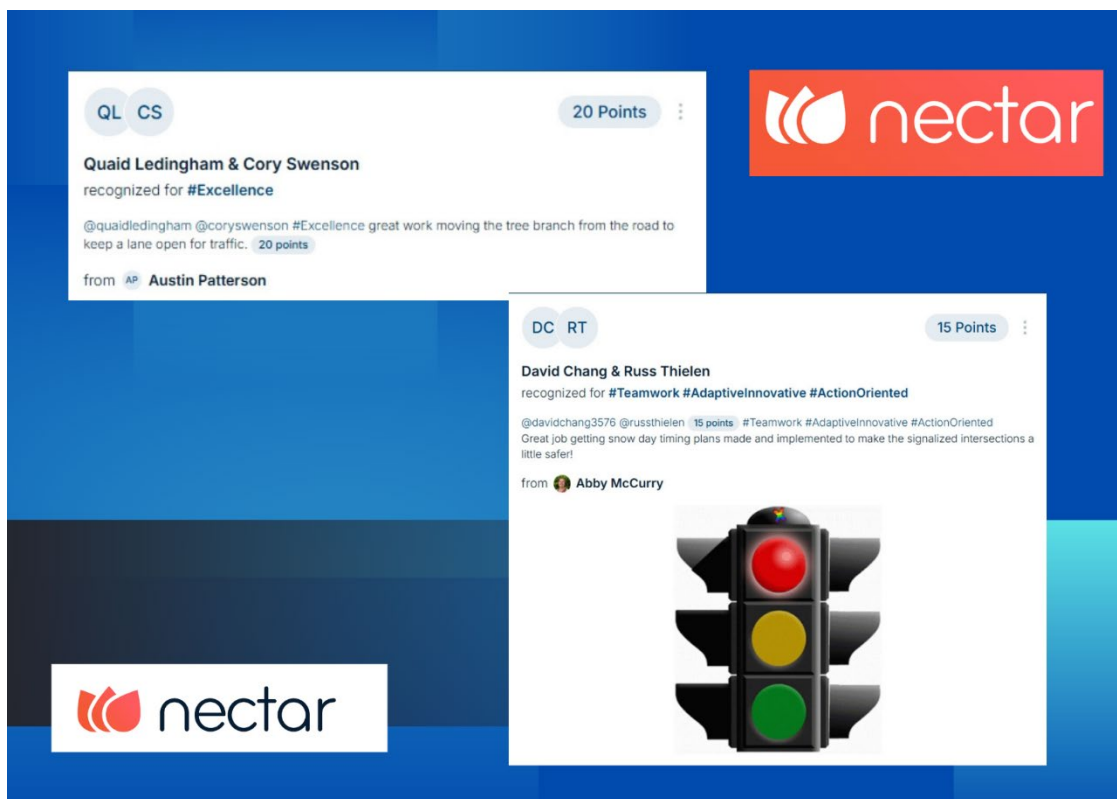 QL CS
20 Points
Quaid Ledingham & Cory Swenson
recognized for #Excellence
@quaidledingham @coryswenson #Excellence great work moving the tree branch from the road to
keep a lane open for traffic. 20 points
from AP Austin Patterson
nectar
DC RT
15 Points
David Chang & Russ Thielen
recognized for #Teamwork #AdaptiveInnovative #ActionOriented
@davidchang3576 @russthielen 15 points #Teamwork #AdaptiveInnovative #ActionOriented
Great job getting snow day timing plans made and implemented to make the signalized intersections a
little safer!
from Abby McCurry
nectar